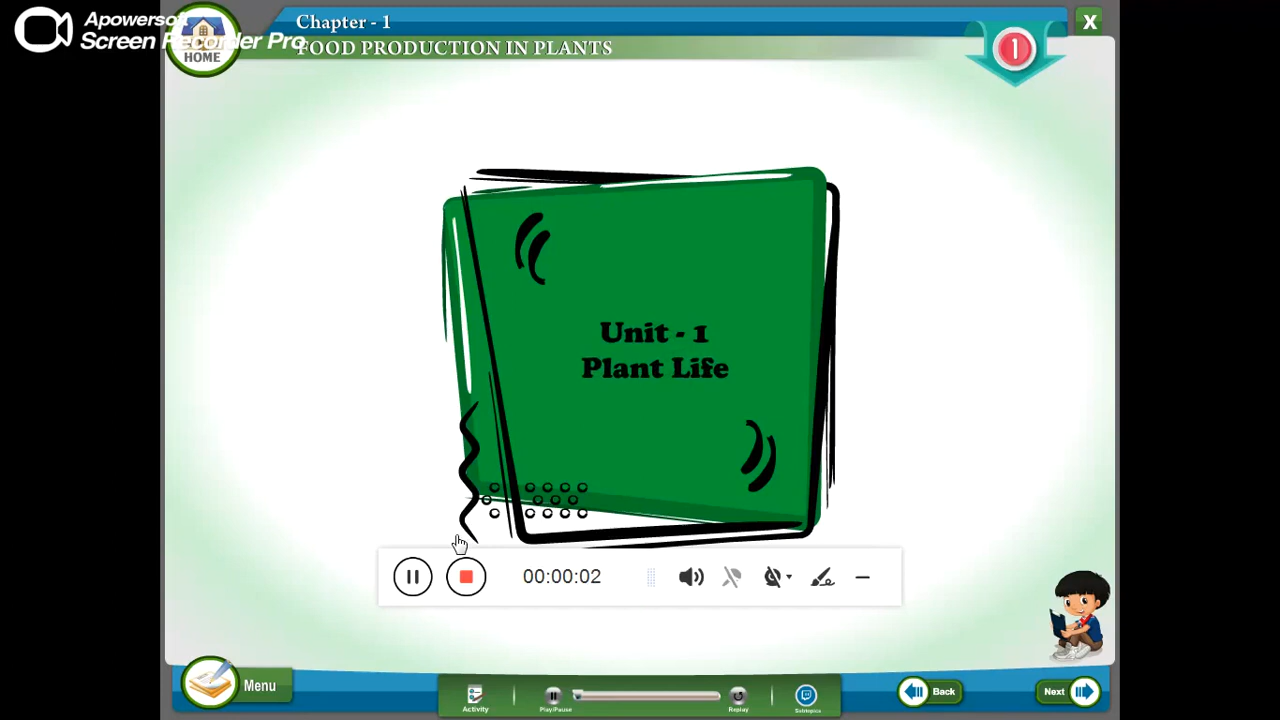 Apowersoft
Screen Recorder Pro
Chapter - 1
FOOD PRODUCTION IN PLANTS
HOME
X
1
Unit - 1
Plant Life
00:00:02
Menu
Activity
Play/Pause
Replay
Subtopics
Back
Next